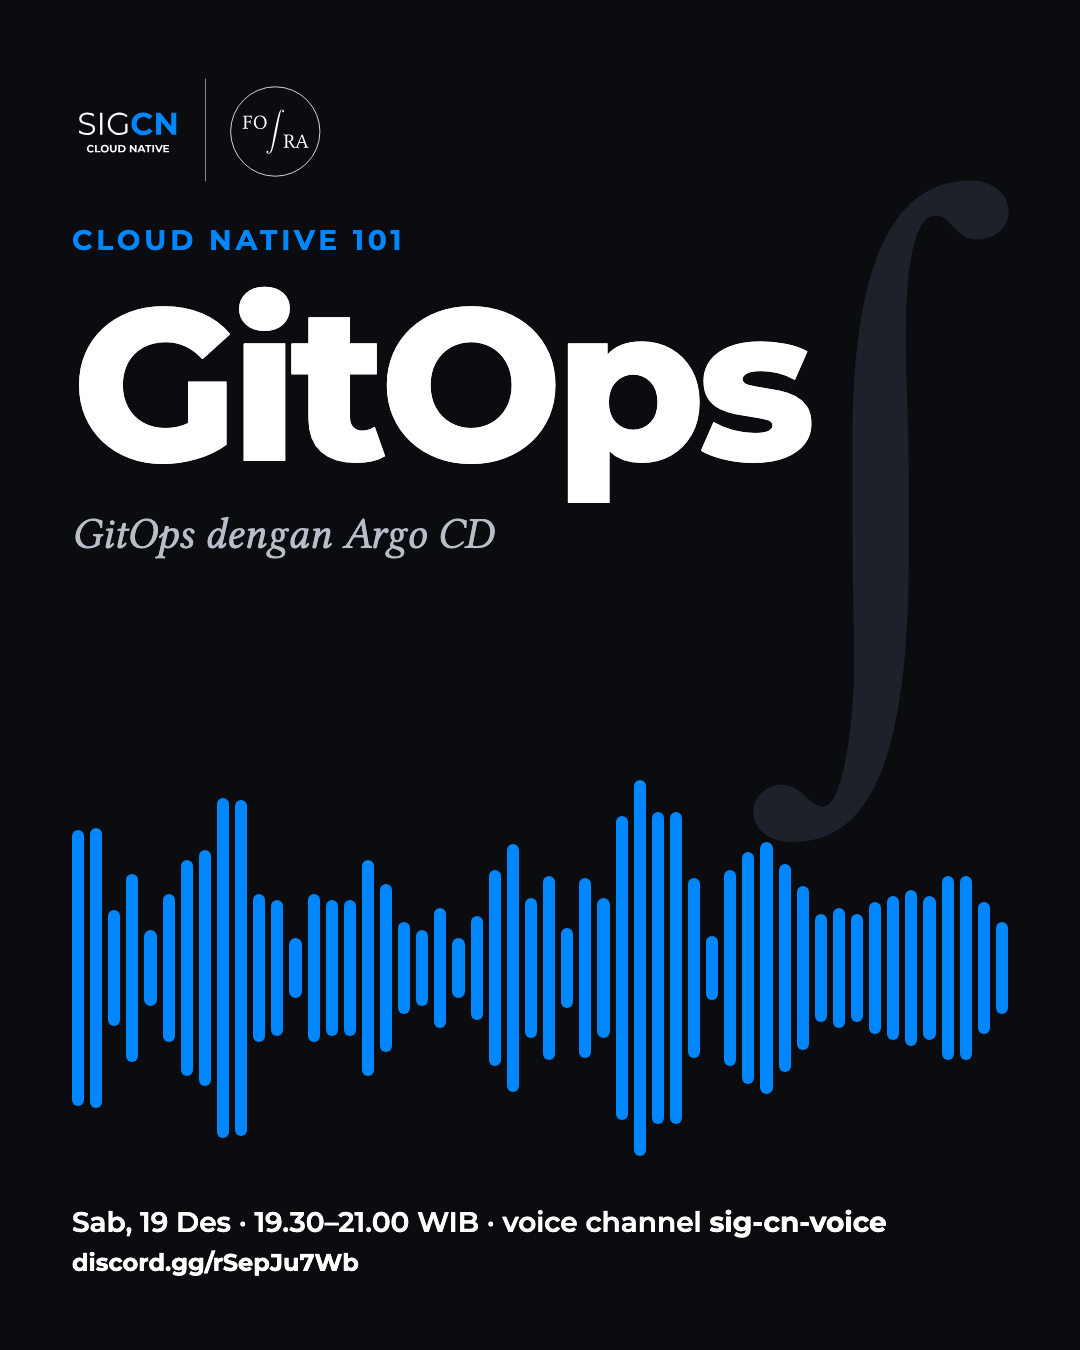 SIGCN
CLOUD NATIVE
FO∫RA
CLOUD NATIVE 101
GitOps
GitOps dengan Argo CD
∫
Sab, 19 Des · 19.30–21.00 WIB · voice channel sig-cn-voice
discord.gg/rSepJu7Wb